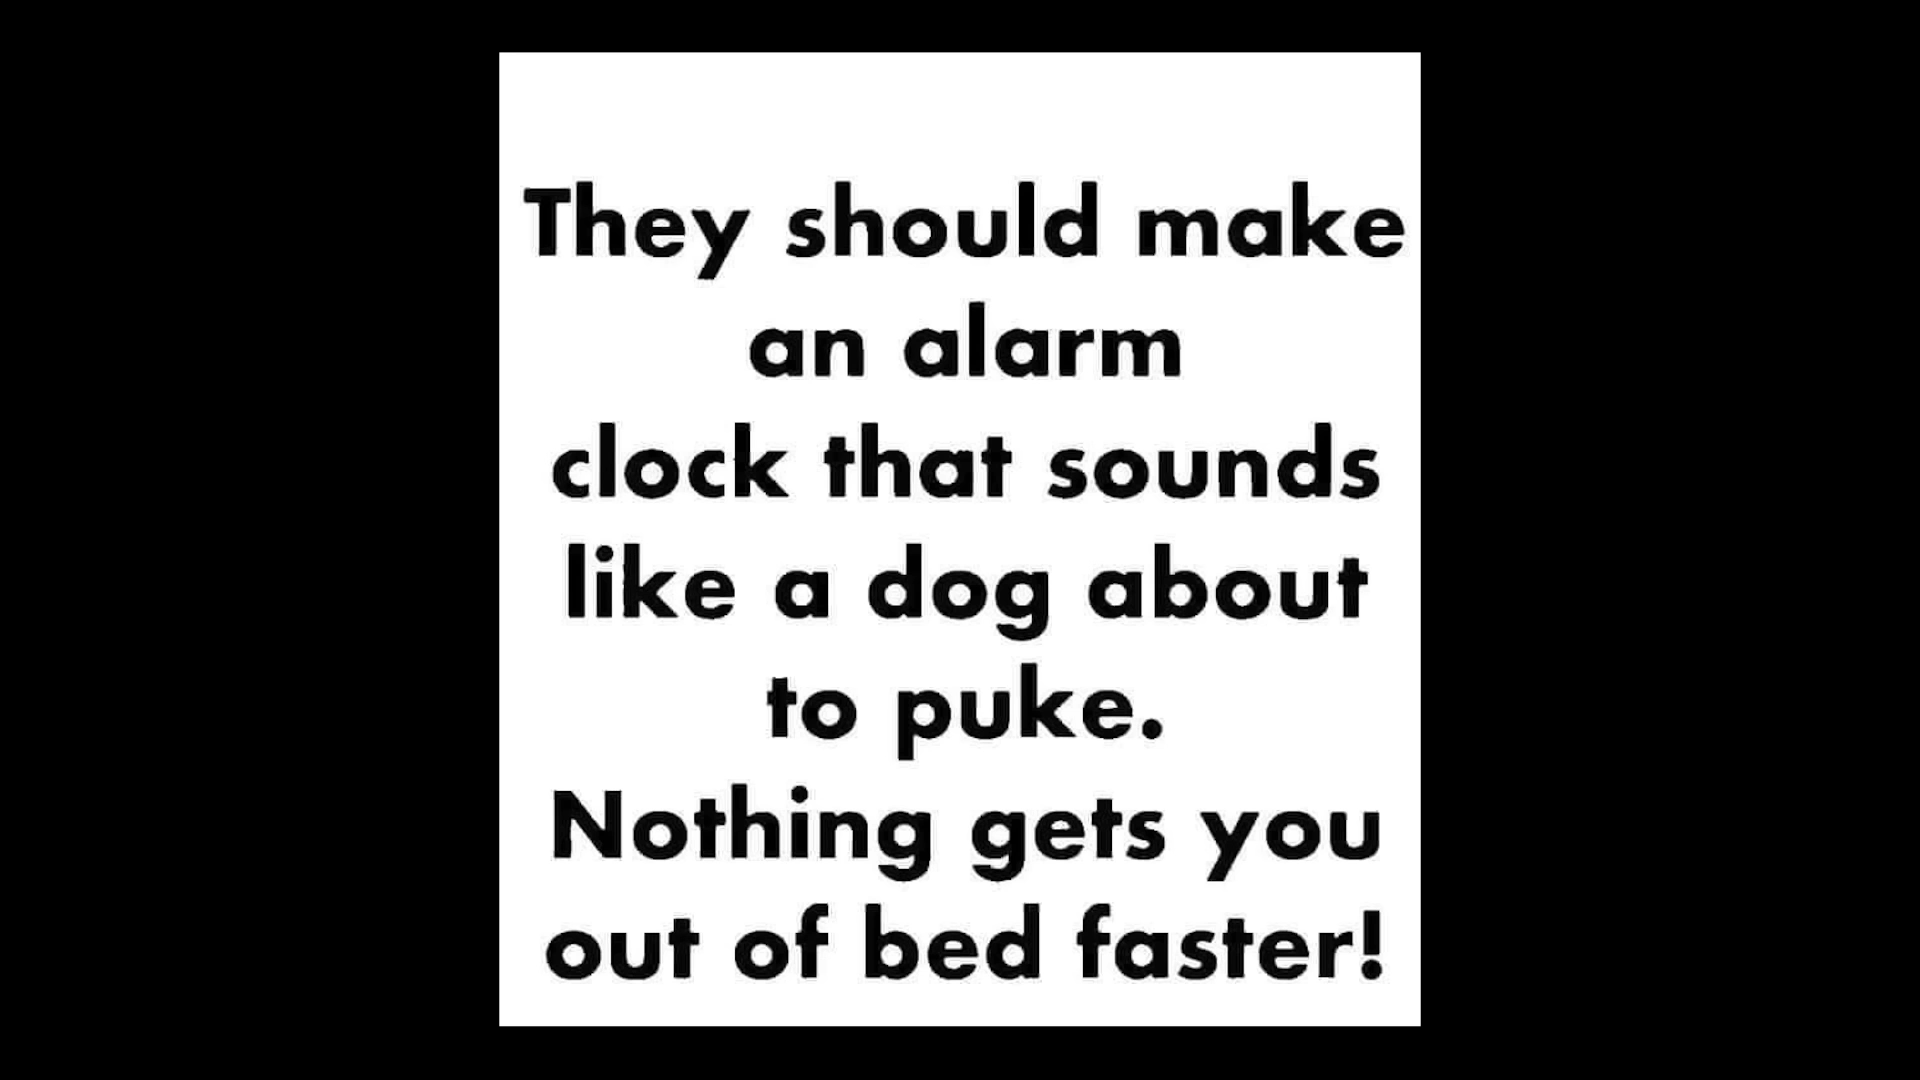 They should make
an alarm
clock that sounds
like a dog about
to puke.
Nothing gets you
out of bed faster!